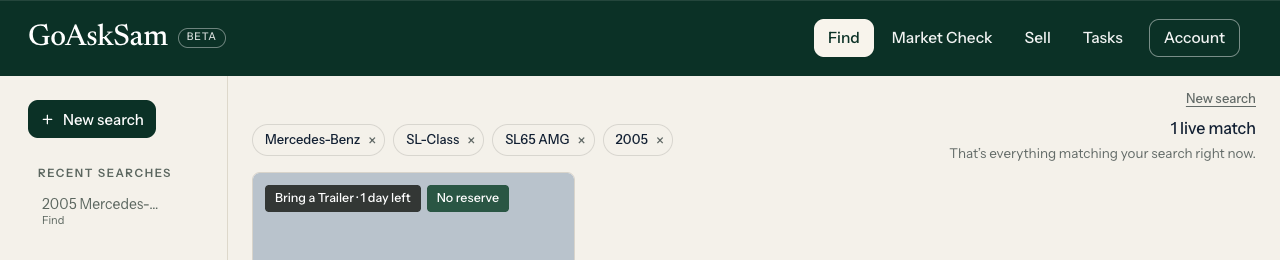 GoAskSam BETA
Find Market Check Sell Tasks Account
+ New search
RECENT SEARCHES
2005 Mercedes-...
Find
New search
1 live match
That's everything matching your search right now.
Mercedes-Benz × SL-Class × SL65 AMG × 2005 ×
Bring a Trailer · 1 day left No reserve